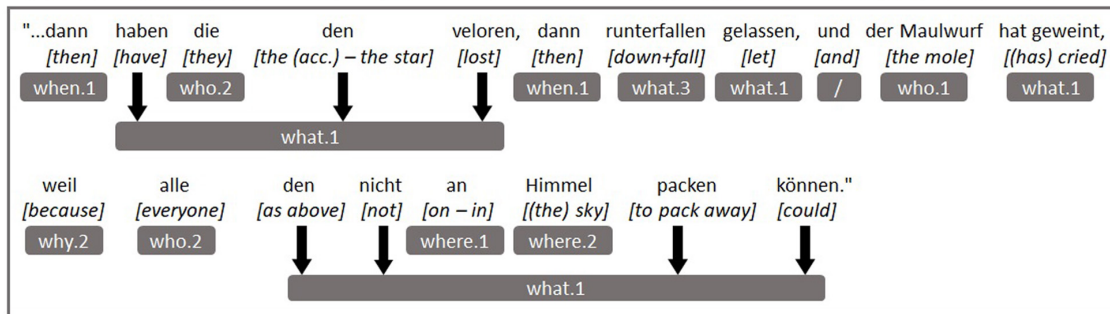 "...dann haben die den veloren, dann runterfallen gelassen, und der Maulwurf hat geweint,
[then] [have] [they] [the (acc.) – the star] [lost] [then] [down+fall] [let] [and] [the mole] [(has) cried]
when.1 who.2 when.1 what.3 what.1 / who.1 what.1
what.1
weil alle den nicht an Himmel packen können."
[because] [everyone] [as above] [not] [on – in] [(the) sky] [to pack away] [could]
why.2 who.2 where.1 where.2
what.1